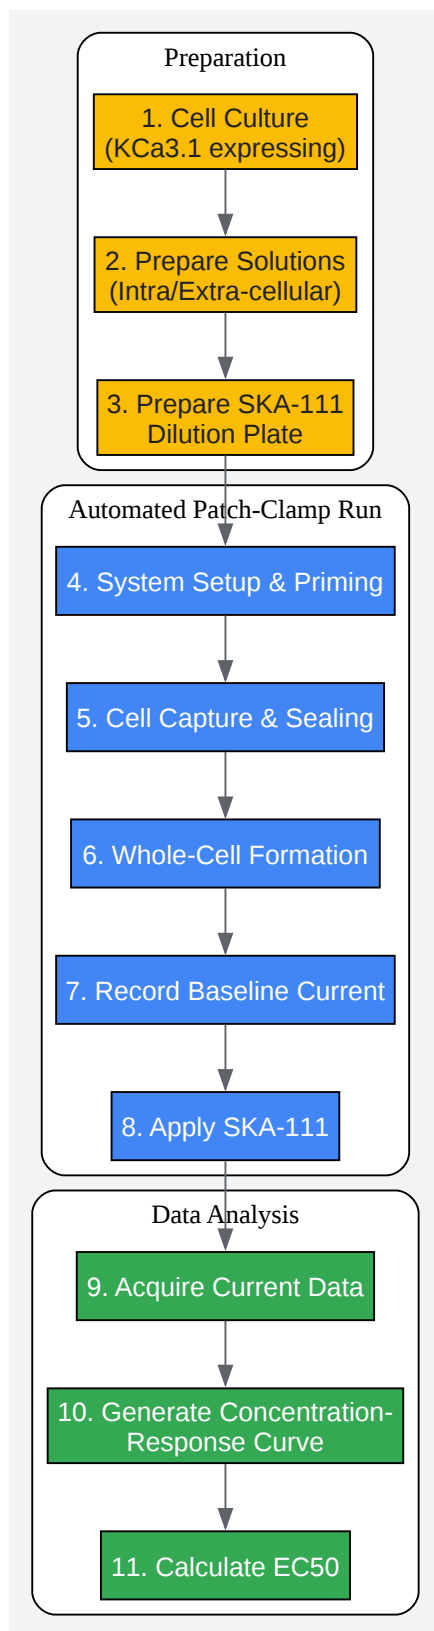 Preparation
1. Cell Culture
(KCa3.1 expressing)
2. Prepare Solutions
(Intra/Extra-cellular)
3. Prepare SKA-111
Dilution Plate
Automated Patch-Clamp Run
4. System Setup & Priming
5. Cell Capture & Sealing
6. Whole-Cell Formation
7. Record Baseline Current
8. Apply SKA-111
Data Analysis
9. Acquire Current Data
10. Generate Concentration-
Response Curve
11. Calculate EC50